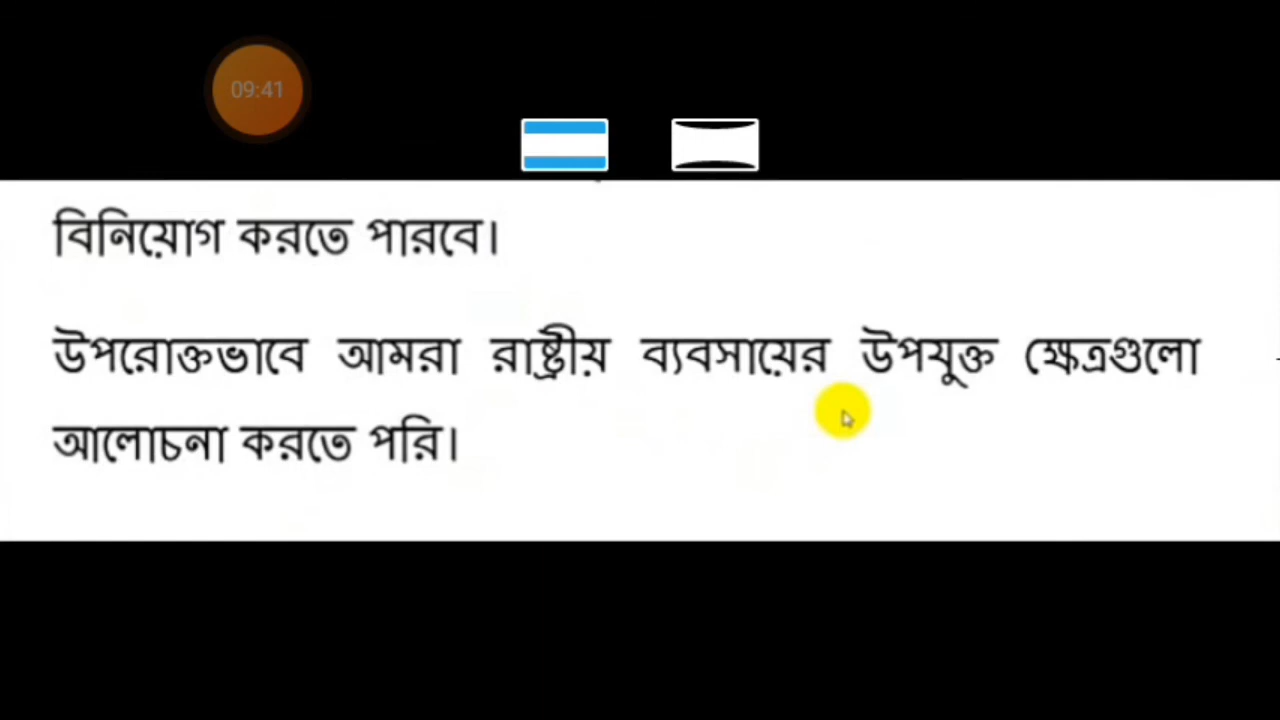 09:41
বিনিয়োগ করতে পারবে।
উপরোক্তভাবে আমরা রাষ্ট্রীয় ব্যবসায়ের উপযুক্ত ক্ষেত্রগুলো
আলোচনা করতে পরি।